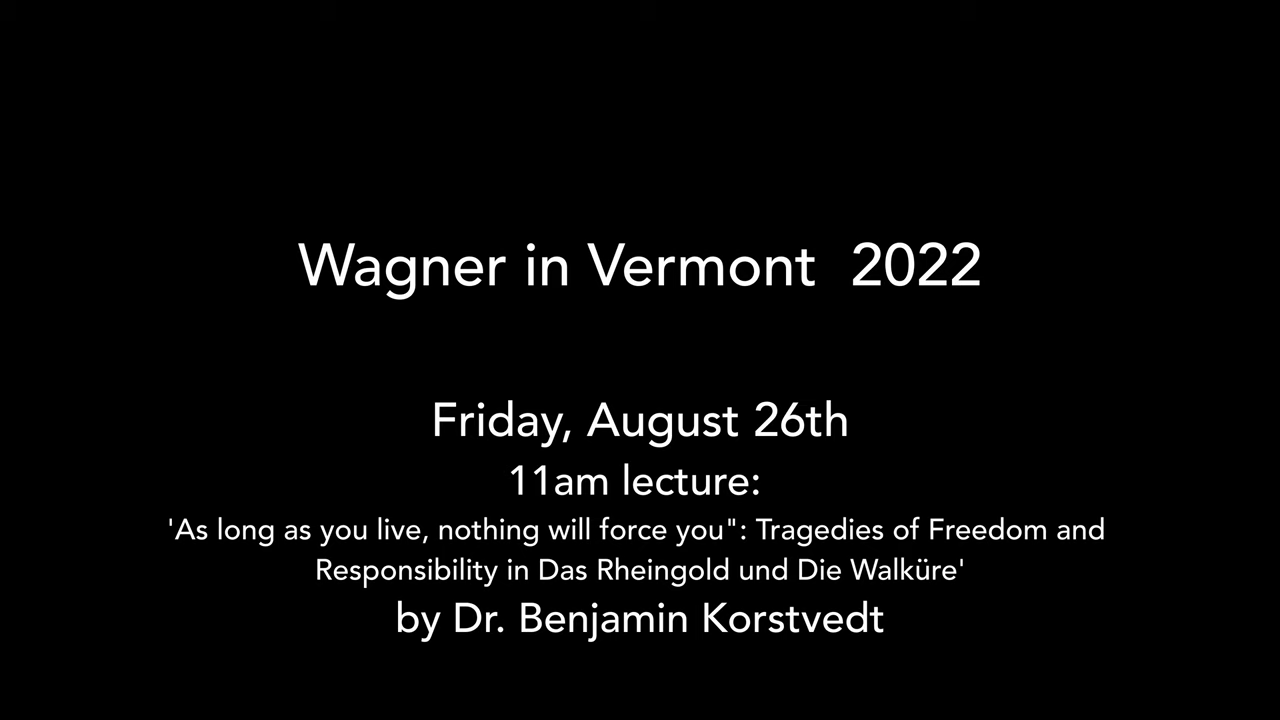 Wagner in Vermont  2022
Friday, August 26th
11am lecture:
'As long as you live, nothing will force you": Tragedies of Freedom and
Responsibility in Das Rheingold und Die Walküre'
by Dr. Benjamin Korstvedt